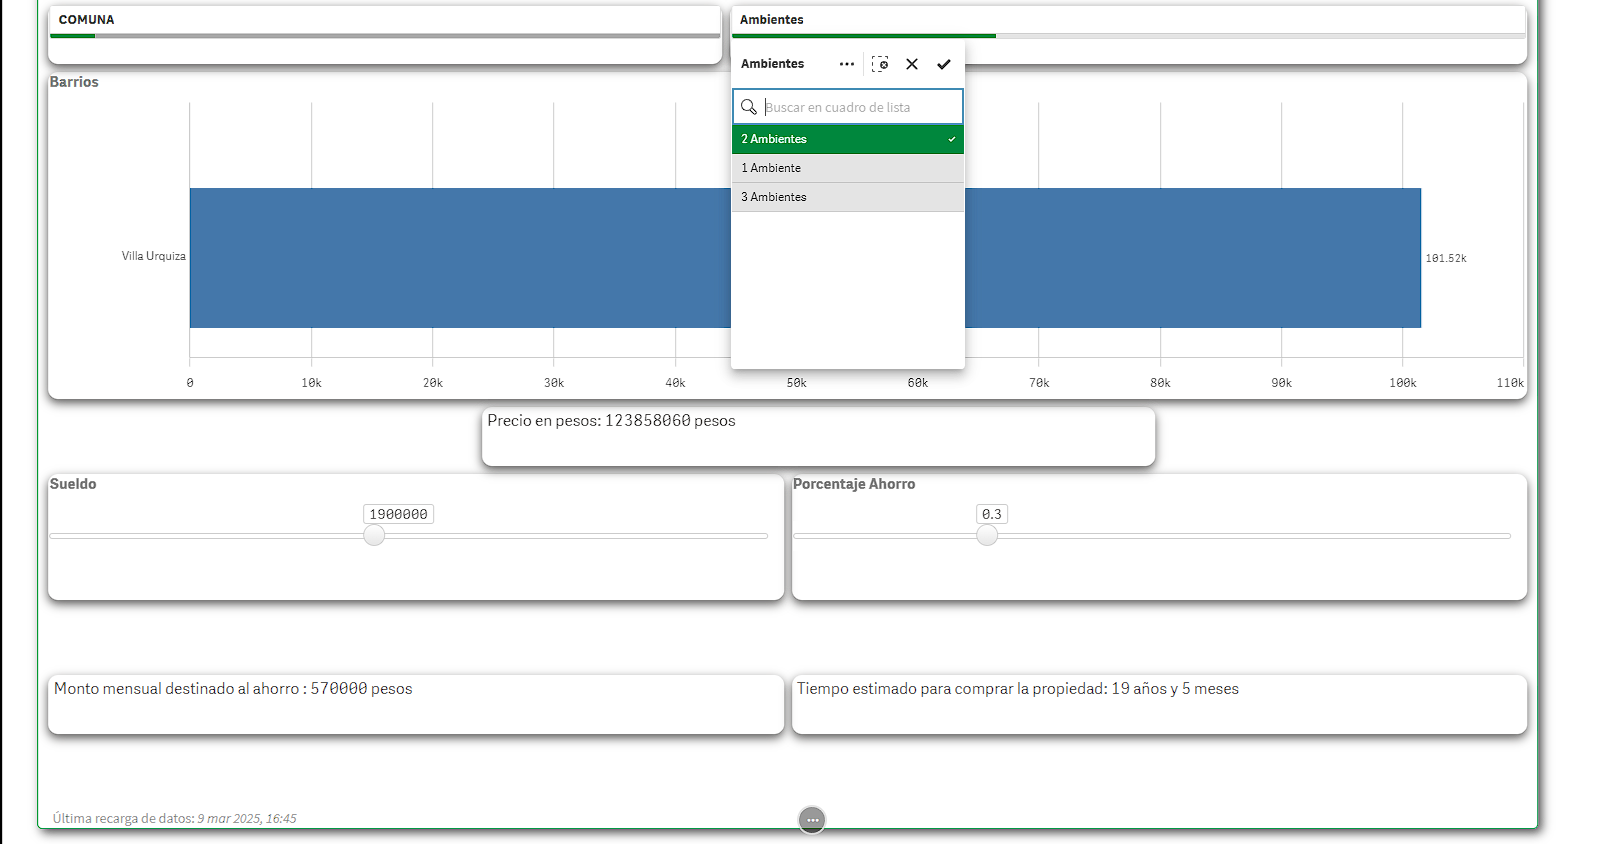 COMUNA
Ambientes
Ambientes
Buscar en cuadro de lista
2 Ambientes
1 Ambiente
3 Ambientes
Barrios
Villa Urquiza
101.52k
0 10k 20k 30k 40k 50k 60k 70k 80k 90k 100k 110k
Precio en pesos: 123858060 pesos
Sueldo
1900000
Porcentaje Ahorro
0.3
Monto mensual destinado al ahorro : 570000 pesos
Tiempo estimado para comprar la propiedad: 19 años y 5 meses
Última recarga de datos: 9 mar 2025, 16:45